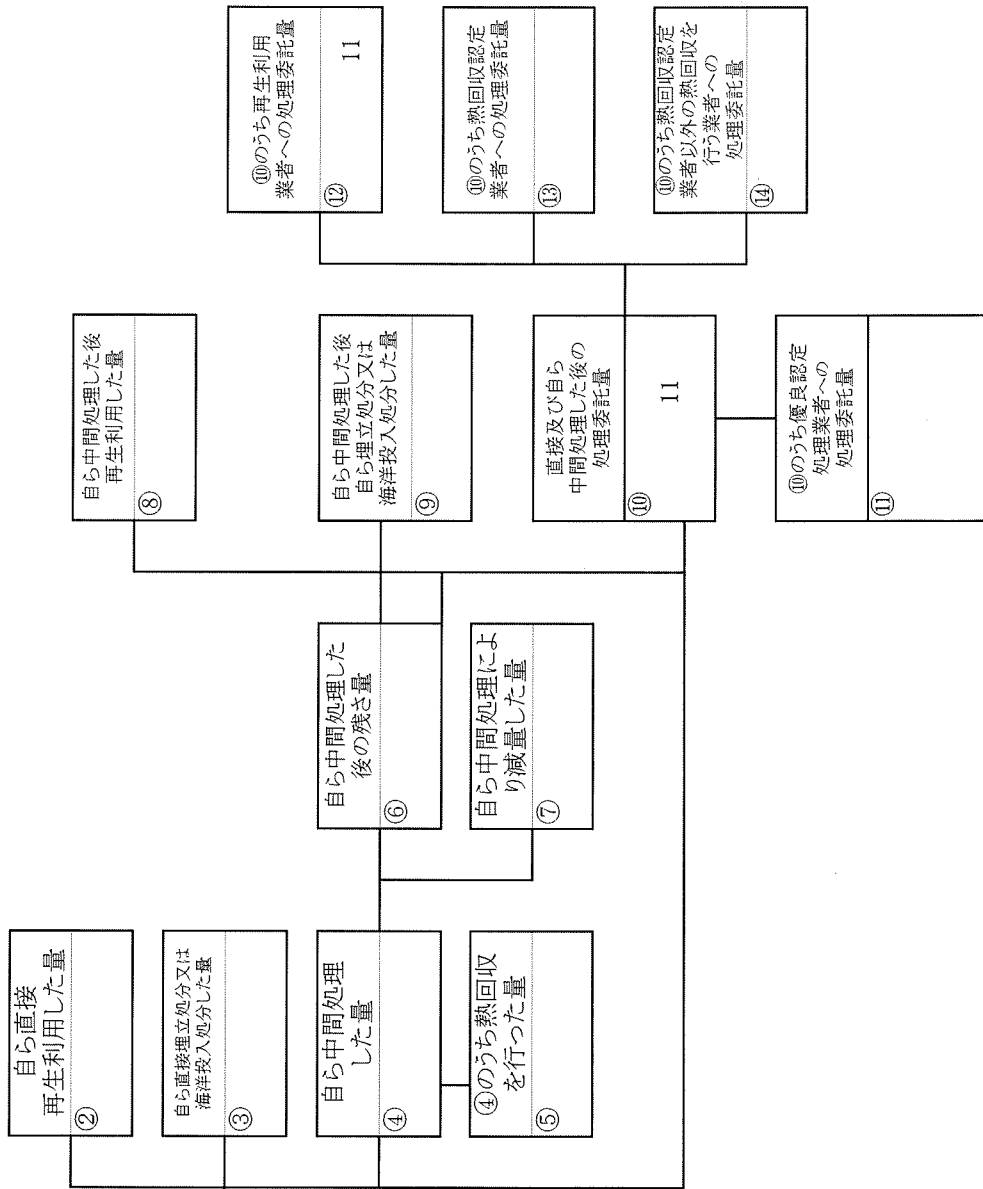 自ら直接
再生利用した量
②
自ら直接埋立処分又は
海洋投入処分した量
③
自ら中間処理
した量
④
④のうち熱回収
を行った量
⑤
自ら中間処理した
後の残さ量
⑥
自ら中間処理によ
り減量した量
⑦
自ら中間処理した後
再生利用した量
⑧
自ら中間処理した後
自ら埋立処分又は
海洋投入処分した量
⑨
直接及び自ら
中間処理した後の
処理委託量
⑩
11
⑩のうち優良認定
処理業者への
処理委託量
⑪
⑩のうち再生利用
業者への処理委託量
⑫
11
⑩のうち熱回収認定
業者への処理委託量
⑬
⑩のうち熱回収認定
業者以外の熱回収を
行う業者への
処理委託量
⑭